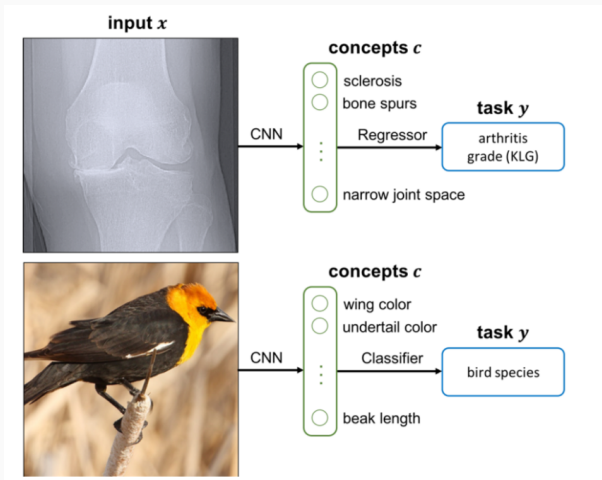 input x
concepts c
sclerosis
bone spurs
narrow joint space
CNN
Regressor
task y
arthritis
grade (KLG)
concepts c
wing color
undertail color
beak length
CNN
Classifier
task y
bird species